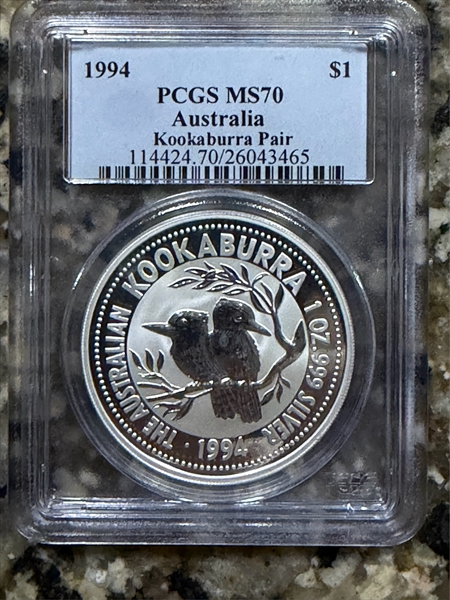 1994 $1
PCGS MS70
Australia
Kookaburra Pair
114424.70/26043465
THE AUSTRALIAN KOOKABURRA 1 OZ. 999 SILVER
· 1994 ·